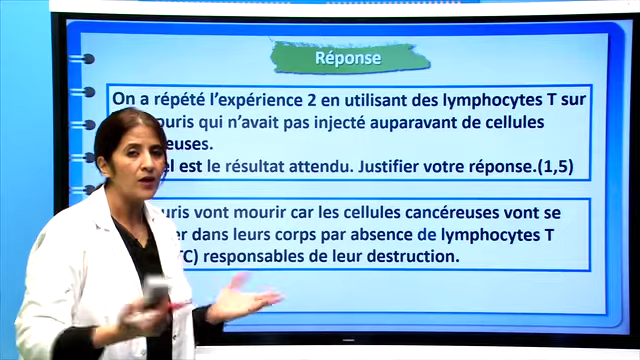 Réponse
On a répété l'expérience 2 en utilisant des lymphocytes T sur
ouris qui n'avait pas injecté auparavant de cellules
euses.
el est le résultat attendu. Justifier votre réponse.(1,5)
uris vont mourir car les cellules cancéreuses vont se
er dans leurs corps par absence de lymphocytes T
TC) responsables de leur destruction.